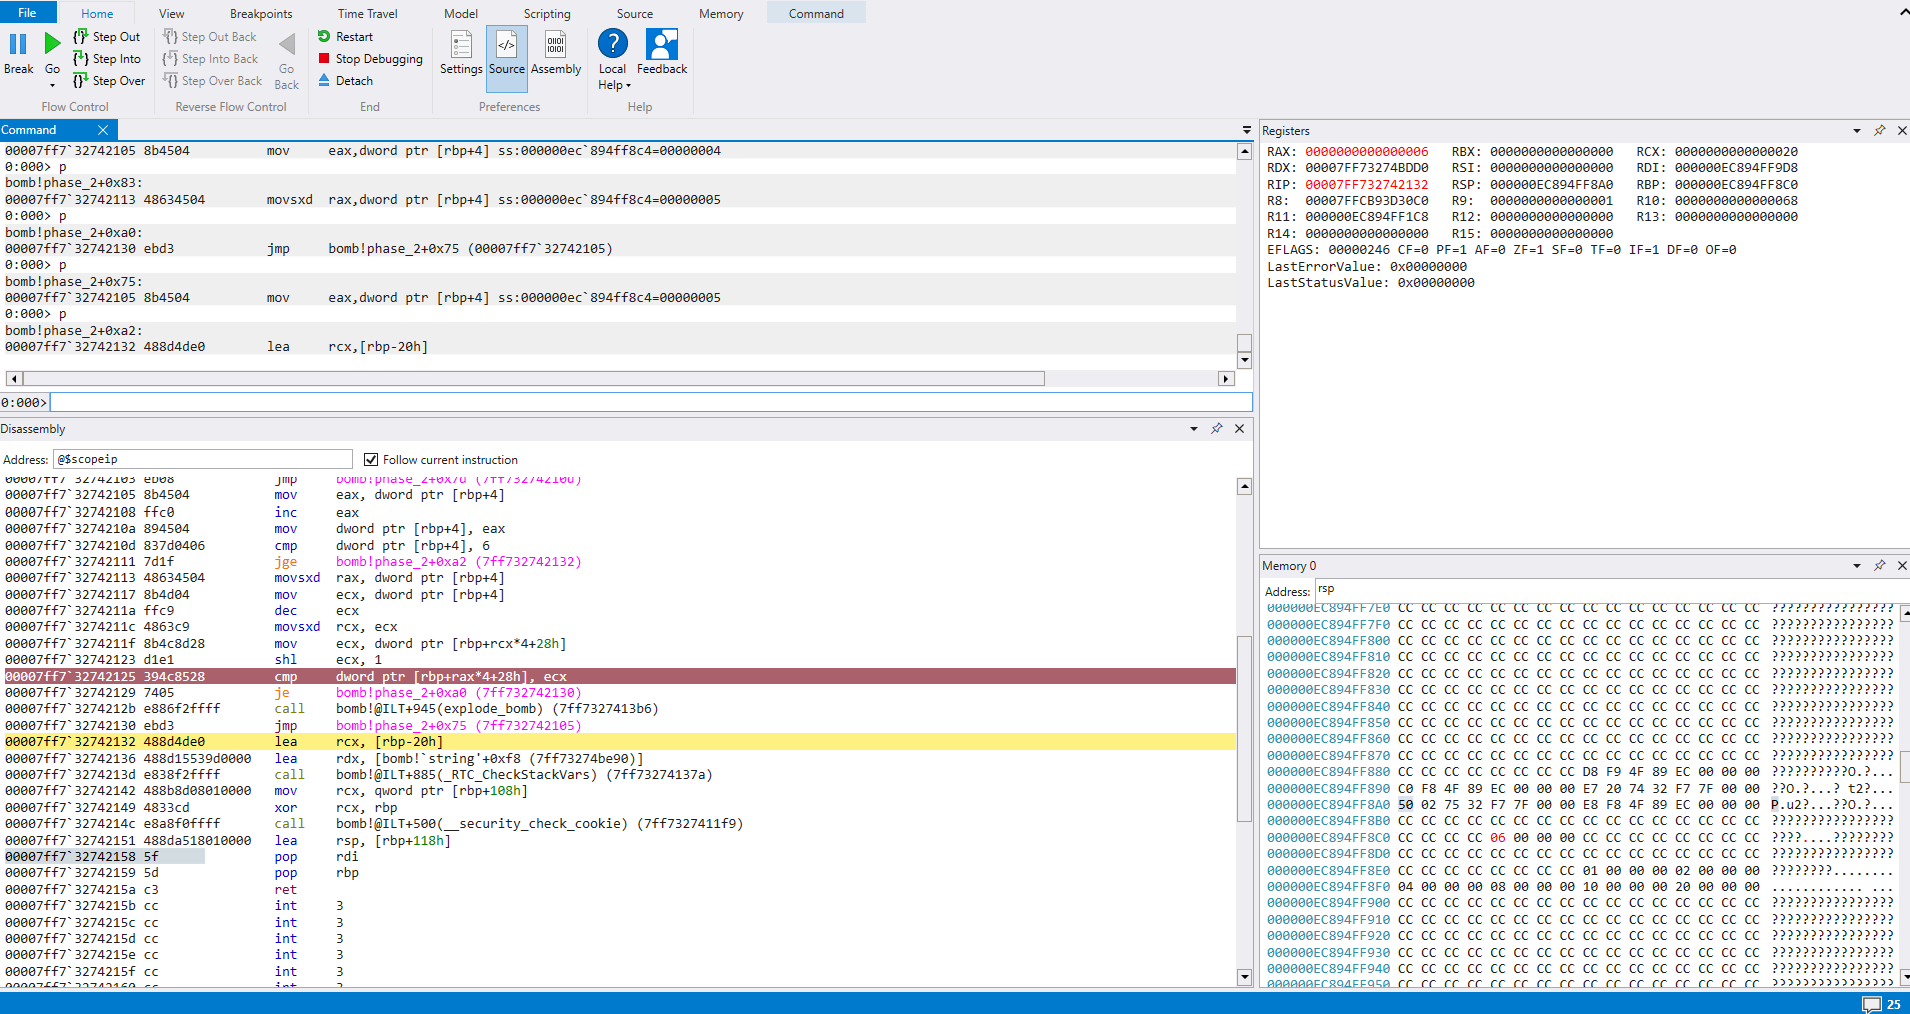 File Home View Breakpoints Time Travel Model Scripting Source Memory Command
Break Go Step Out Step Into Step Over
Step Out Back Step Into Back Step Over Back Go Back
Restart Stop Debugging Detach
Settings Source Assembly Local Help Feedback
Flow Control Reverse Flow Control End Preferences Help
Command
00007ff7`32742105 8b4504 mov eax,dword ptr [rbp+4] ss:000000ec`894ff8c4=00000004
0:000> p
bomb!phase_2+0x83:
00007ff7`32742113 48634504 movsxd rax,dword ptr [rbp+4] ss:000000ec`894ff8c4=00000005
0:000> p
bomb!phase_2+0xa0:
00007ff7`32742130 ebd3 jmp bomb!phase_2+0x75 (00007ff7`32742105)
0:000> p
bomb!phase_2+0x75:
00007ff7`32742105 8b4504 mov eax,dword ptr [rbp+4] ss:000000ec`894ff8c4=00000005
0:000> p
bomb!phase_2+0xa2:
00007ff7`32742132 488d4de0 lea rcx,[rbp-20h]
0:000>
Disassembly
Address: @$scopeip Follow current instruction
00007ff7`32742103 eb08 jmp bomb!phase_2+0x7d (7ff73274210d)
00007ff7`32742105 8b4504 mov eax, dword ptr [rbp+4]
00007ff7`32742108 ffc0 inc eax
00007ff7`3274210a 894504 mov dword ptr [rbp+4], eax
00007ff7`3274210d 837d0406 cmp dword ptr [rbp+4], 6
00007ff7`32742111 7d1f jge bomb!phase_2+0xa2 (7ff732742132)
00007ff7`32742113 48634504 movsxd rax, dword ptr [rbp+4]
00007ff7`32742117 8b4d04 mov ecx, dword ptr [rbp+4]
00007ff7`3274211a ffc9 dec ecx
00007ff7`3274211c 4863c9 movsxd rcx, ecx
00007ff7`3274211f 8b4c8d28 mov ecx, dword ptr [rbp+rcx*4+28h]
00007ff7`32742123 d1e1 shl ecx, 1
00007ff7`32742125 394c8528 cmp dword ptr [rbp+rax*4+28h], ecx
00007ff7`32742129 7405 je bomb!phase_2+0xa0 (7ff732742130)
00007ff7`3274212b e886f2ffff call bomb!@ILT+945(explode_bomb) (7ff7327413b6)
00007ff7`32742130 ebd3 jmp bomb!phase_2+0x75 (7ff732742105)
00007ff7`32742132 488d4de0 lea rcx, [rbp-20h]
00007ff7`32742136 488d15539d0000 lea rdx, [bomb!`string'+0xf8 (7ff73274be90)]
00007ff7`3274213d e838f2ffff call bomb!@ILT+885(_RTC_CheckStackVars) (7ff73274137a)
00007ff7`32742142 488b8d08010000 mov rcx, qword ptr [rbp+108h]
00007ff7`32742149 4833cd xor rcx, rbp
00007ff7`3274214c e8a8f0ffff call bomb!@ILT+500(__security_check_cookie) (7ff7327411f9)
00007ff7`32742151 488da518010000 lea rsp, [rbp+118h]
00007ff7`32742158 5f pop rdi
00007ff7`32742159 5d pop rbp
00007ff7`3274215a c3 ret
00007ff7`3274215b cc int 3
00007ff7`3274215c cc int 3
00007ff7`3274215d cc int 3
00007ff7`3274215e cc int 3
00007ff7`3274215f cc int 3
00007ff7`32742160 cc int 3
Registers
RAX: 0000000000000006 RBX: 0000000000000000 RCX: 0000000000000020
RDX: 00007FF73274BDD0 RSI: 0000000000000000 RDI: 000000EC894FF9D8
RIP: 00007FF732742132 RSP: 000000EC894FF8A0 RBP: 000000EC894FF8C0
R8: 00007FFCB93D30C0 R9: 0000000000000001 R10: 0000000000000068
R11: 000000EC894FF1C8 R12: 0000000000000000 R13: 0000000000000000
R14: 0000000000000000 R15: 0000000000000000
EFLAGS: 00000246 CF=0 PF=1 AF=0 ZF=1 SF=0 TF=0 IF=1 DF=0 OF=0
LastErrorValue: 0x00000000
LastStatusValue: 0x00000000
Memory 0
Address: rsp
000000EC894FF7E0 CC CC CC CC CC CC CC CC CC CC CC CC CC CC CC CC ????????????????
000000EC894FF7F0 CC CC CC CC CC CC CC CC CC CC CC CC CC CC CC CC ????????????????
000000EC894FF800 CC CC CC CC CC CC CC CC CC CC CC CC CC CC CC CC ????????????????
000000EC894FF810 CC CC CC CC CC CC CC CC CC CC CC CC CC CC CC CC ????????????????
000000EC894FF820 CC CC CC CC CC CC CC CC CC CC CC CC CC CC CC CC ????????????????
000000EC894FF830 CC CC CC CC CC CC CC CC CC CC CC CC CC CC CC CC ????????????????
000000EC894FF840 CC CC CC CC CC CC CC CC CC CC CC CC CC CC CC CC ????????????????
000000EC894FF850 CC CC CC CC CC CC CC CC CC CC CC CC CC CC CC CC ????????????????
000000EC894FF860 CC CC CC CC CC CC CC CC CC CC CC CC CC CC CC CC ????????????????
000000EC894FF870 CC CC CC CC CC CC CC CC CC CC CC CC CC CC CC CC ????????????????
000000EC894FF880 CC CC CC CC CC CC CC CC D8 F9 4F 89 EC 00 00 00 ??????????O.?...
000000EC894FF890 C0 F8 4F 89 EC 00 00 00 E7 20 74 32 F7 7F 00 00 ??O.?...? t2?...
000000EC894FF8A0 50 02 75 32 F7 7F 00 00 E8 F8 4F 89 EC 00 00 00 P.u2?...??O.?...
000000EC894FF8B0 CC CC CC CC CC CC CC CC CC CC CC CC CC CC CC CC ????????????????
000000EC894FF8C0 CC CC CC CC 06 00 00 00 CC CC CC CC CC CC CC CC ????....????????
000000EC894FF8D0 CC CC CC CC CC CC CC CC CC CC CC CC CC CC CC CC ????????????????
000000EC894FF8E0 CC CC CC CC CC CC CC CC 01 00 00 00 02 00 00 00 ????????........
000000EC894FF8F0 04 00 00 00 08 00 00 00 10 00 00 00 20 00 00 00 ............ ...
000000EC894FF900 CC CC CC CC CC CC CC CC CC CC CC CC CC CC CC CC ????????????????
000000EC894FF910 CC CC CC CC CC CC CC CC CC CC CC CC CC CC CC CC ????????????????
000000EC894FF920 CC CC CC CC CC CC CC CC CC CC CC CC CC CC CC CC ????????????????
000000EC894FF930 CC CC CC CC CC CC CC CC CC CC CC CC CC CC CC CC ????????????????
000000EC894FF940 CC CC CC CC CC CC CC CC CC CC CC CC CC CC CC CC ????????????????
000000EC894FF950 CC CC CC CC CC CC CC CC CC CC CC CC CC CC CC CC ????????????????
25